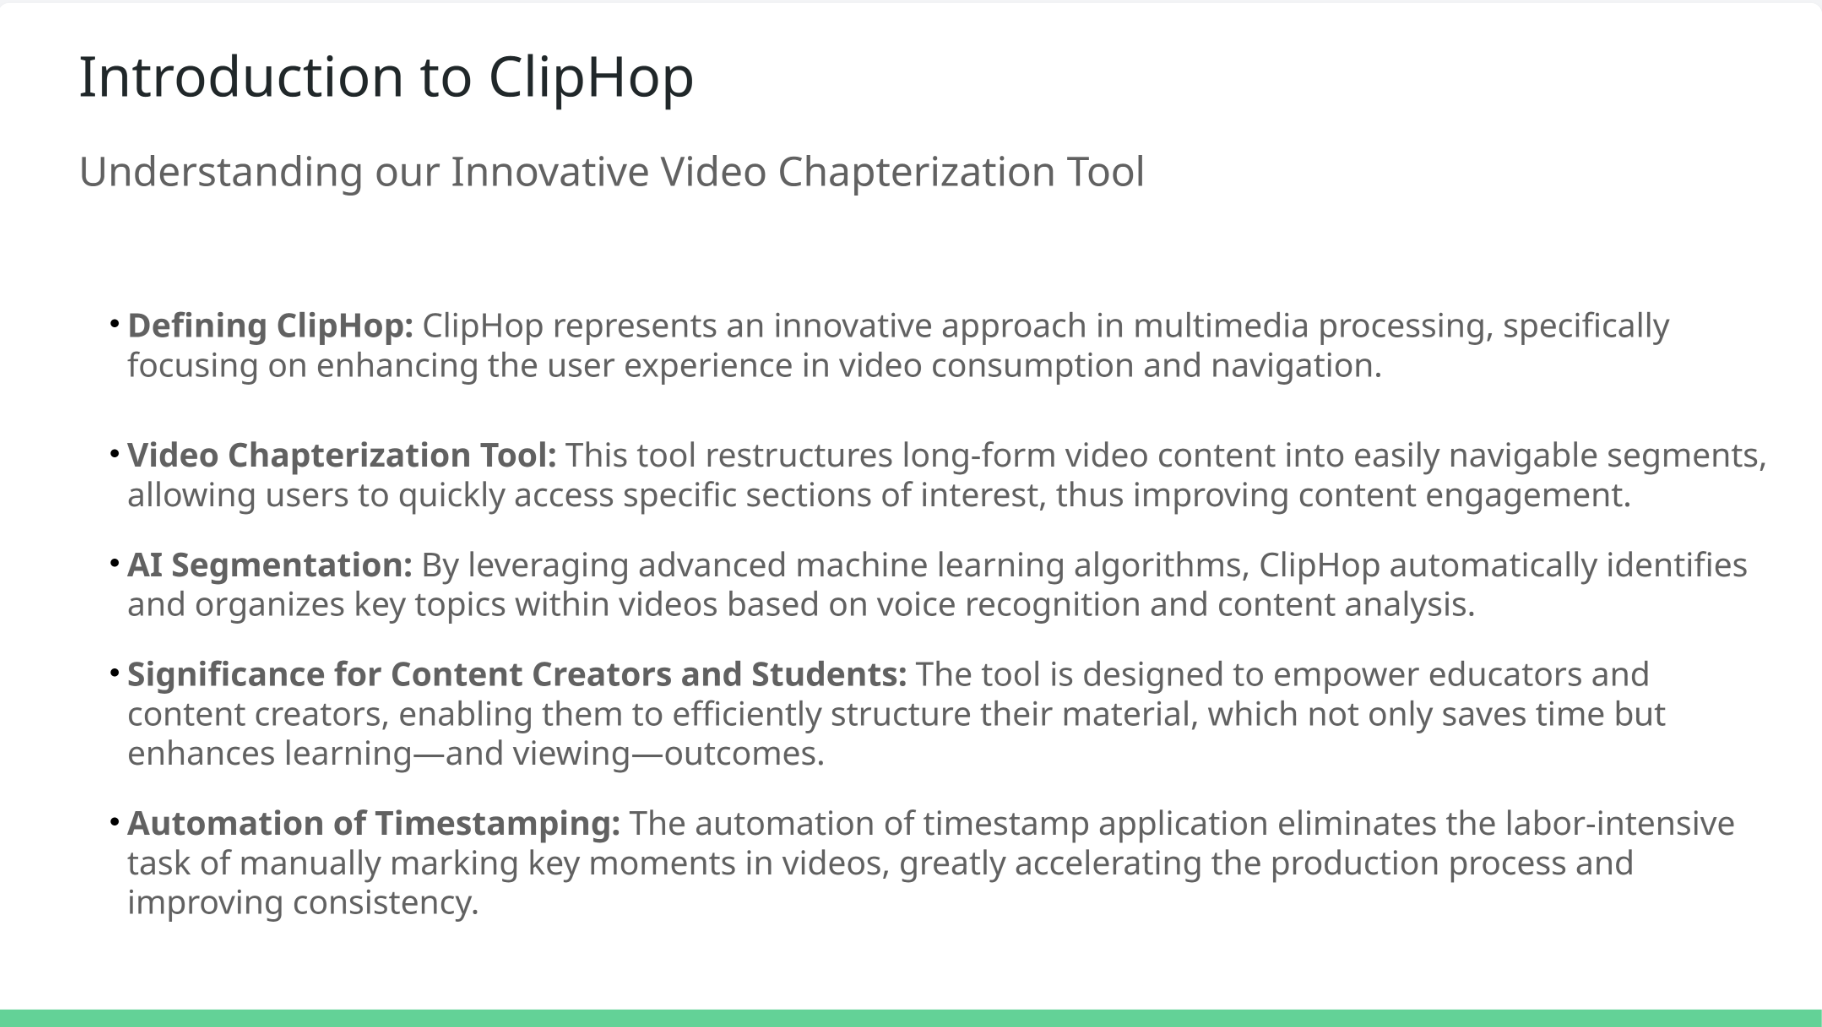 Introduction to ClipHop
Understanding our Innovative Video Chapterization Tool
• Defining ClipHop: ClipHop represents an innovative approach in multimedia processing, specifically
focusing on enhancing the user experience in video consumption and navigation.
• Video Chapterization Tool: This tool restructures long-form video content into easily navigable segments,
allowing users to quickly access specific sections of interest, thus improving content engagement.
• AI Segmentation: By leveraging advanced machine learning algorithms, ClipHop automatically identifies
and organizes key topics within videos based on voice recognition and content analysis.
• Significance for Content Creators and Students: The tool is designed to empower educators and
content creators, enabling them to efficiently structure their material, which not only saves time but
enhances learning—and viewing—outcomes.
• Automation of Timestamping: The automation of timestamp application eliminates the labor-intensive
task of manually marking key moments in videos, greatly accelerating the production process and
improving consistency.